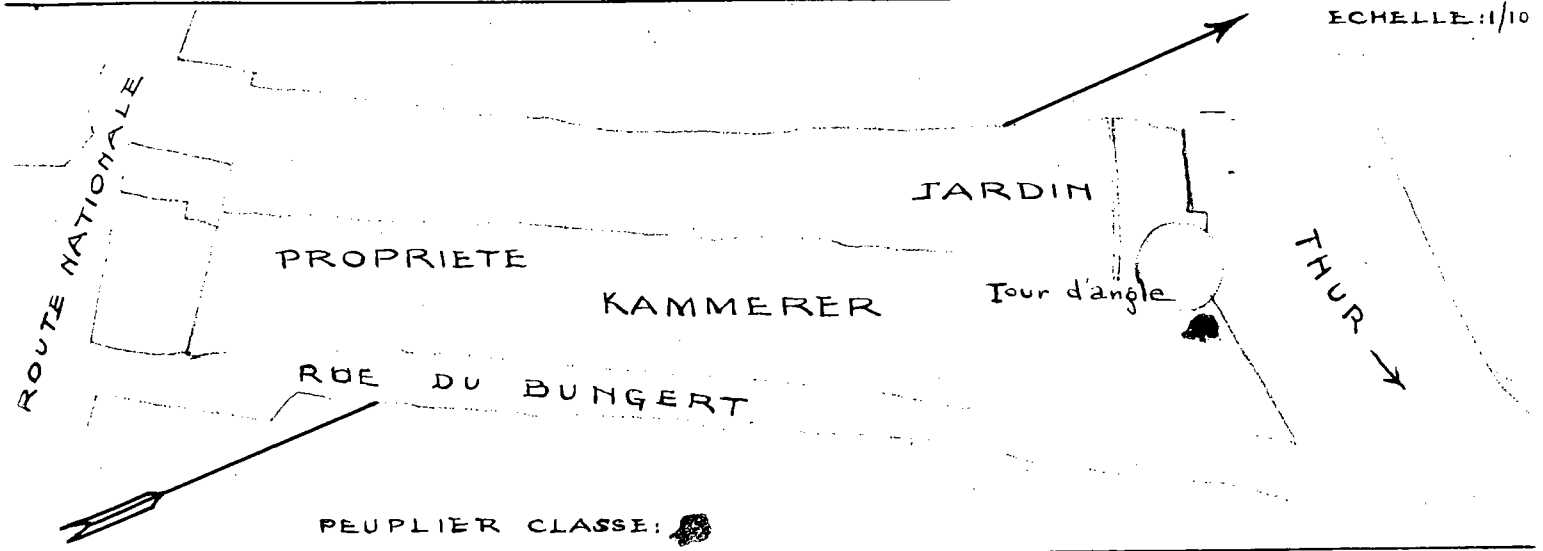 ECHELLE: 1/10
ROUTE NATIONALE
JARDIN
PROPRIETE
KAMMERER
Tour d'angle
THUR
RUE DU BUNGERT
PEUPLIER CLASSE: